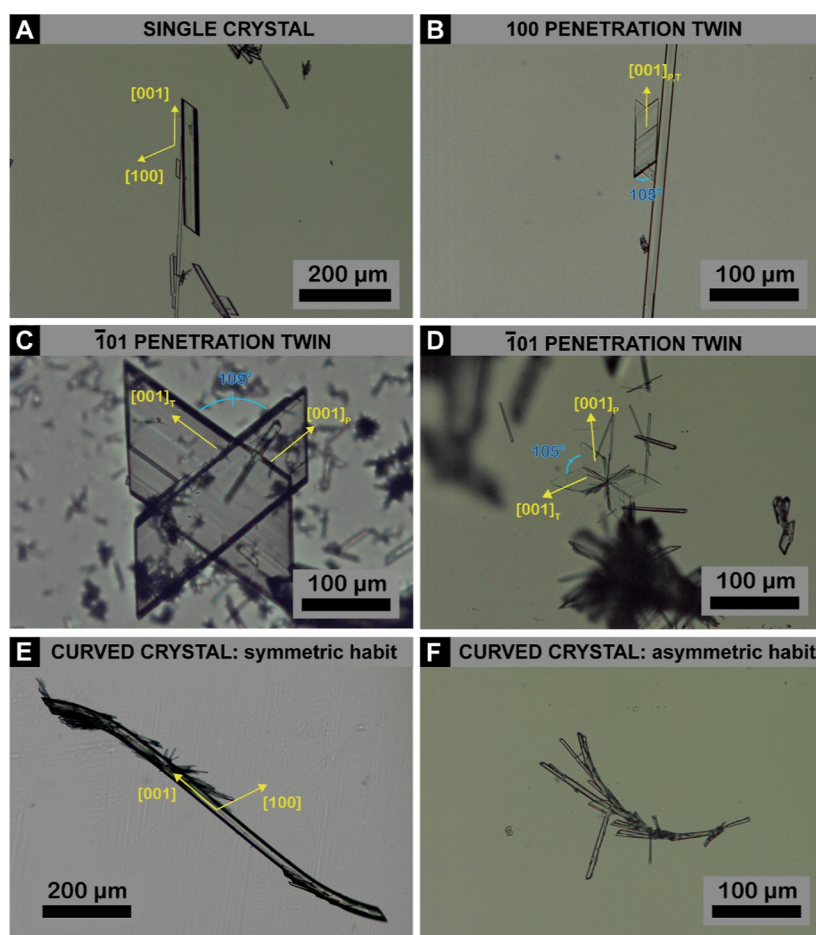 A SINGLE CRYSTAL
[001]
[100]
200 µm
B 100 PENETRATION TWIN
[001]P,T
105°
100 µm
C 1̅01 PENETRATION TWIN
105°
[001]T
[001]P
100 µm
D 1̅01 PENETRATION TWIN
[001]P
105°
[001]T
100 µm
E CURVED CRYSTAL: symmetric habit
[001]
[100]
200 µm
F CURVED CRYSTAL: asymmetric habit
100 µm